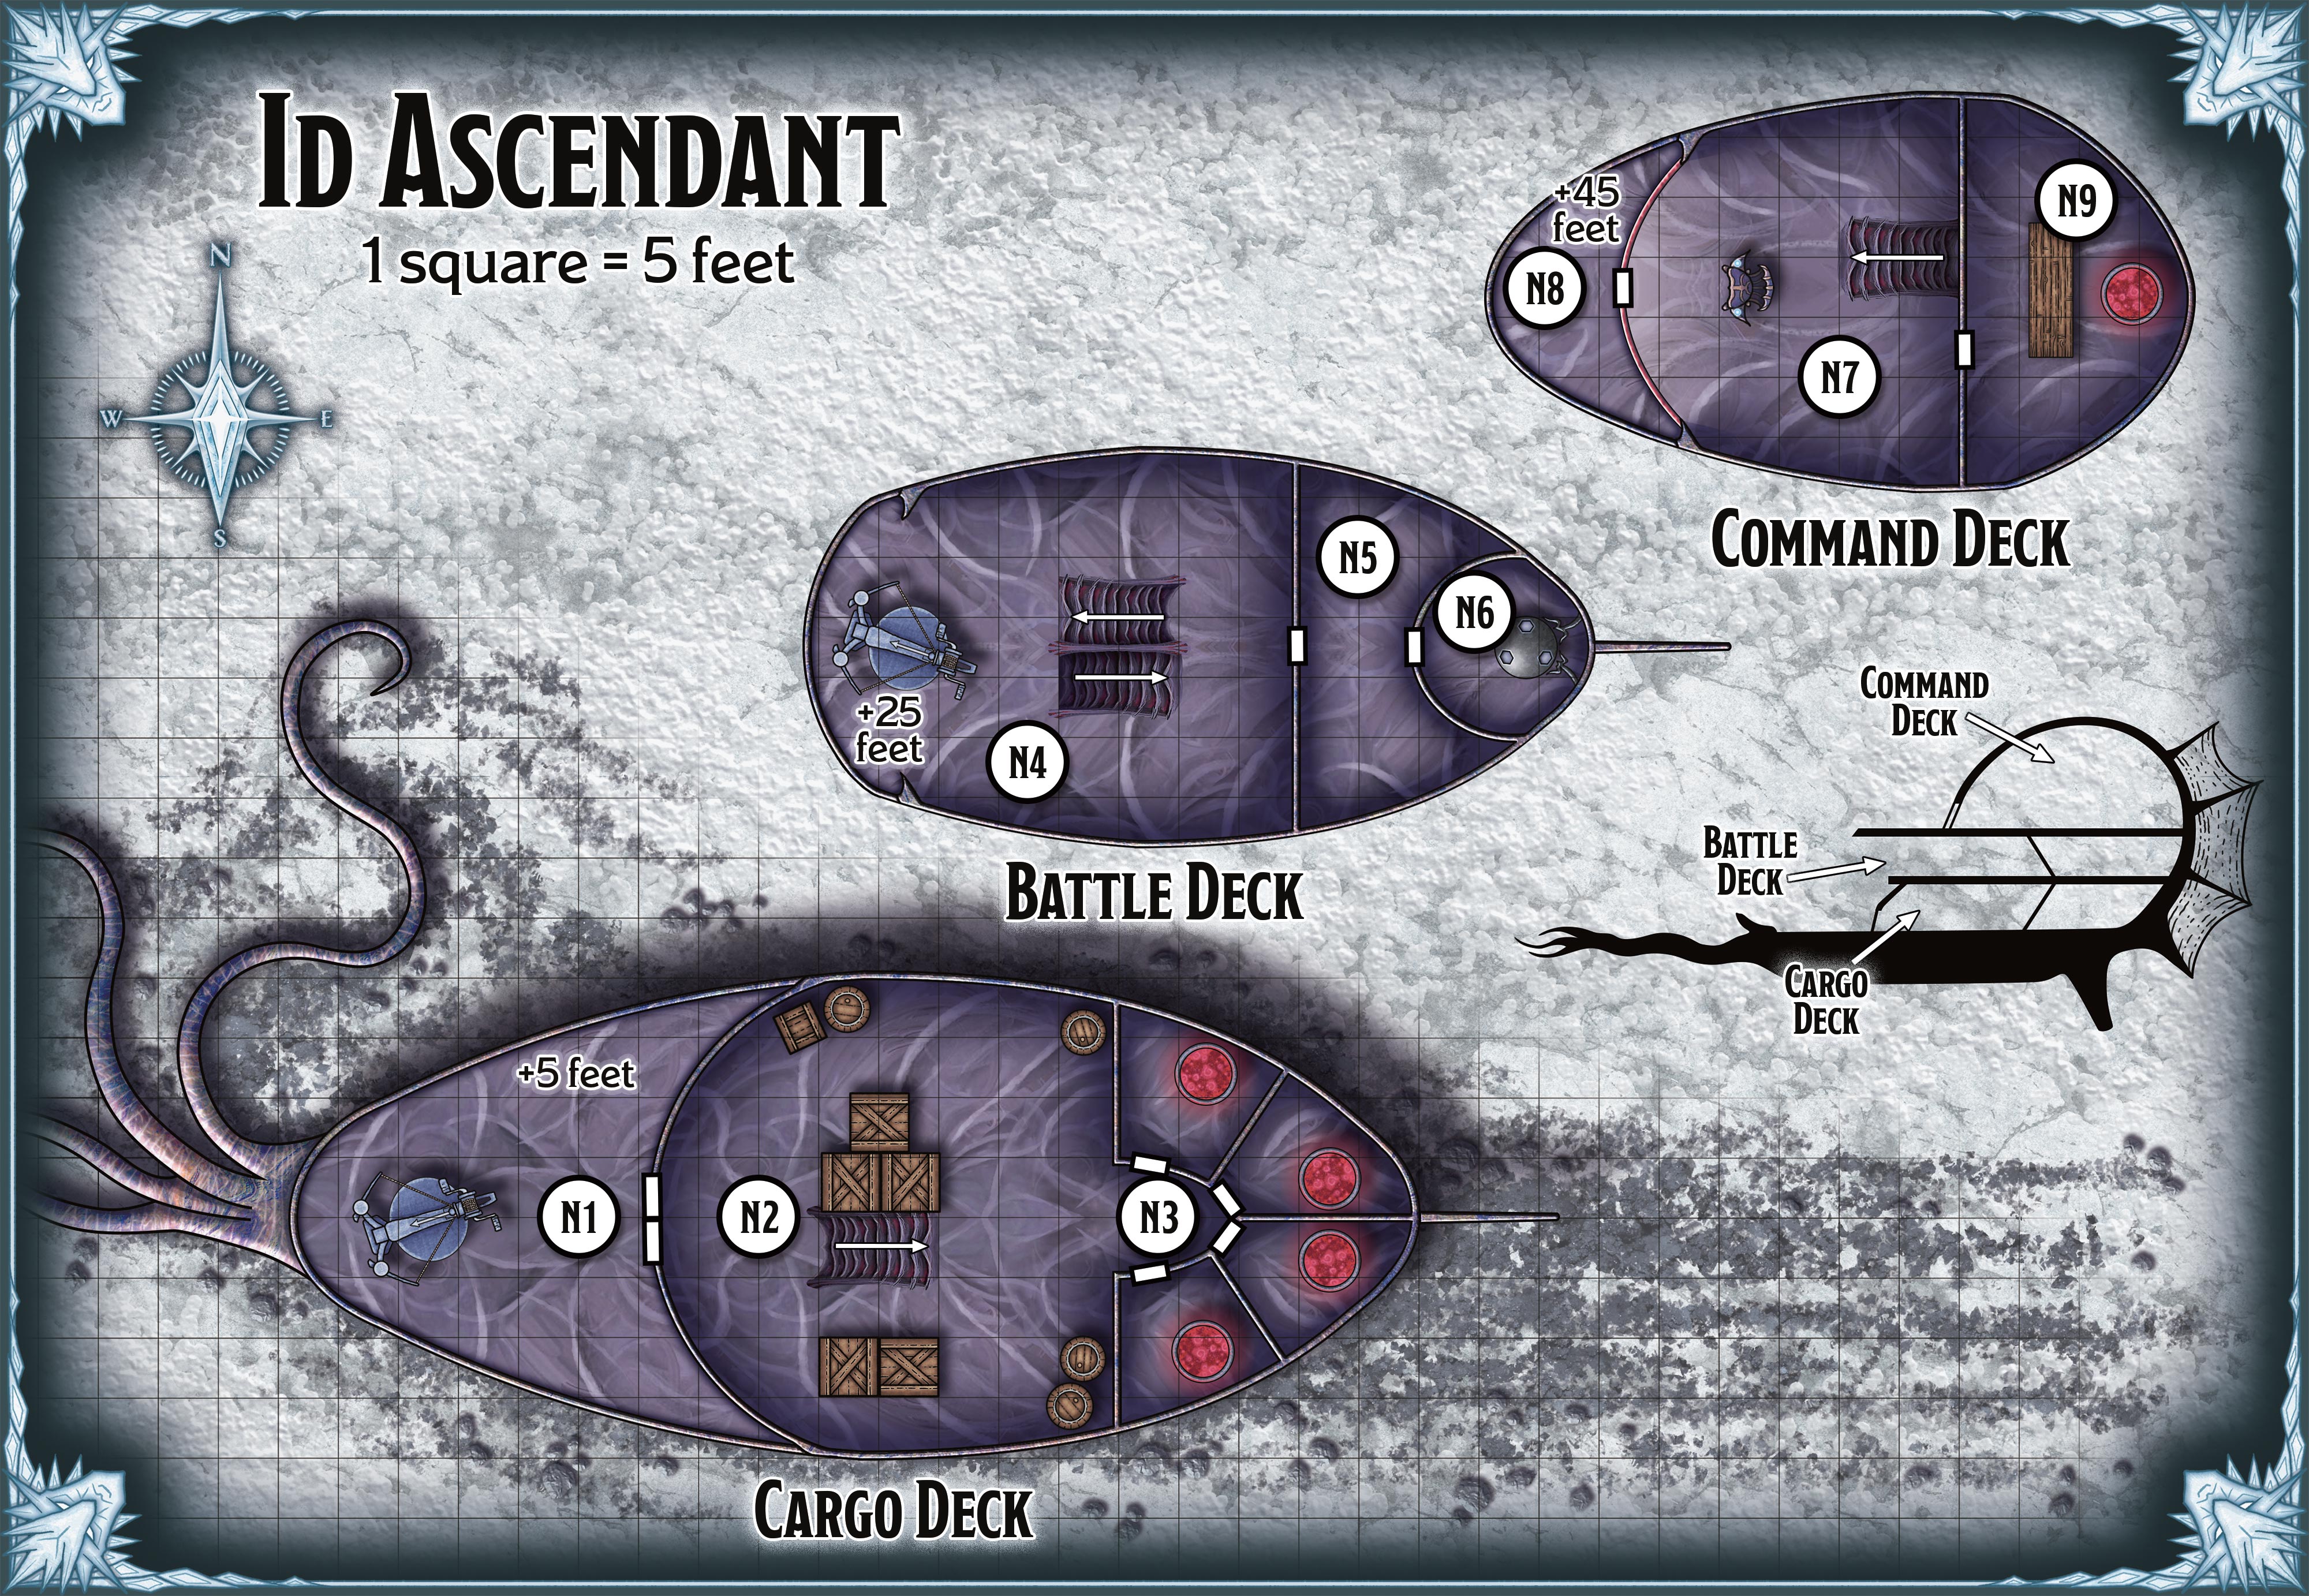 ID ASCENDANT
1 square = 5 feet
N
W
E
S
+45
feet
N8
N7
N9
COMMAND DECK
N5
N6
+25
feet
N4
BATTLE DECK
COMMAND
DECK
BATTLE
DECK
CARGO
DECK
+5 feet
N1
N2
N3
CARGO DECK